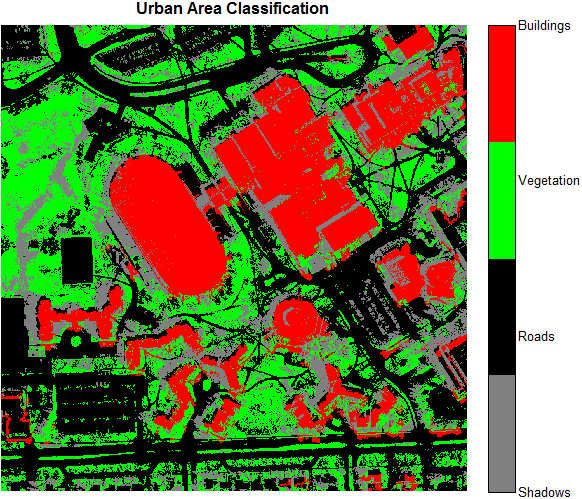 Urban Area Classification
Buildings
Vegetation
Roads
Shadows